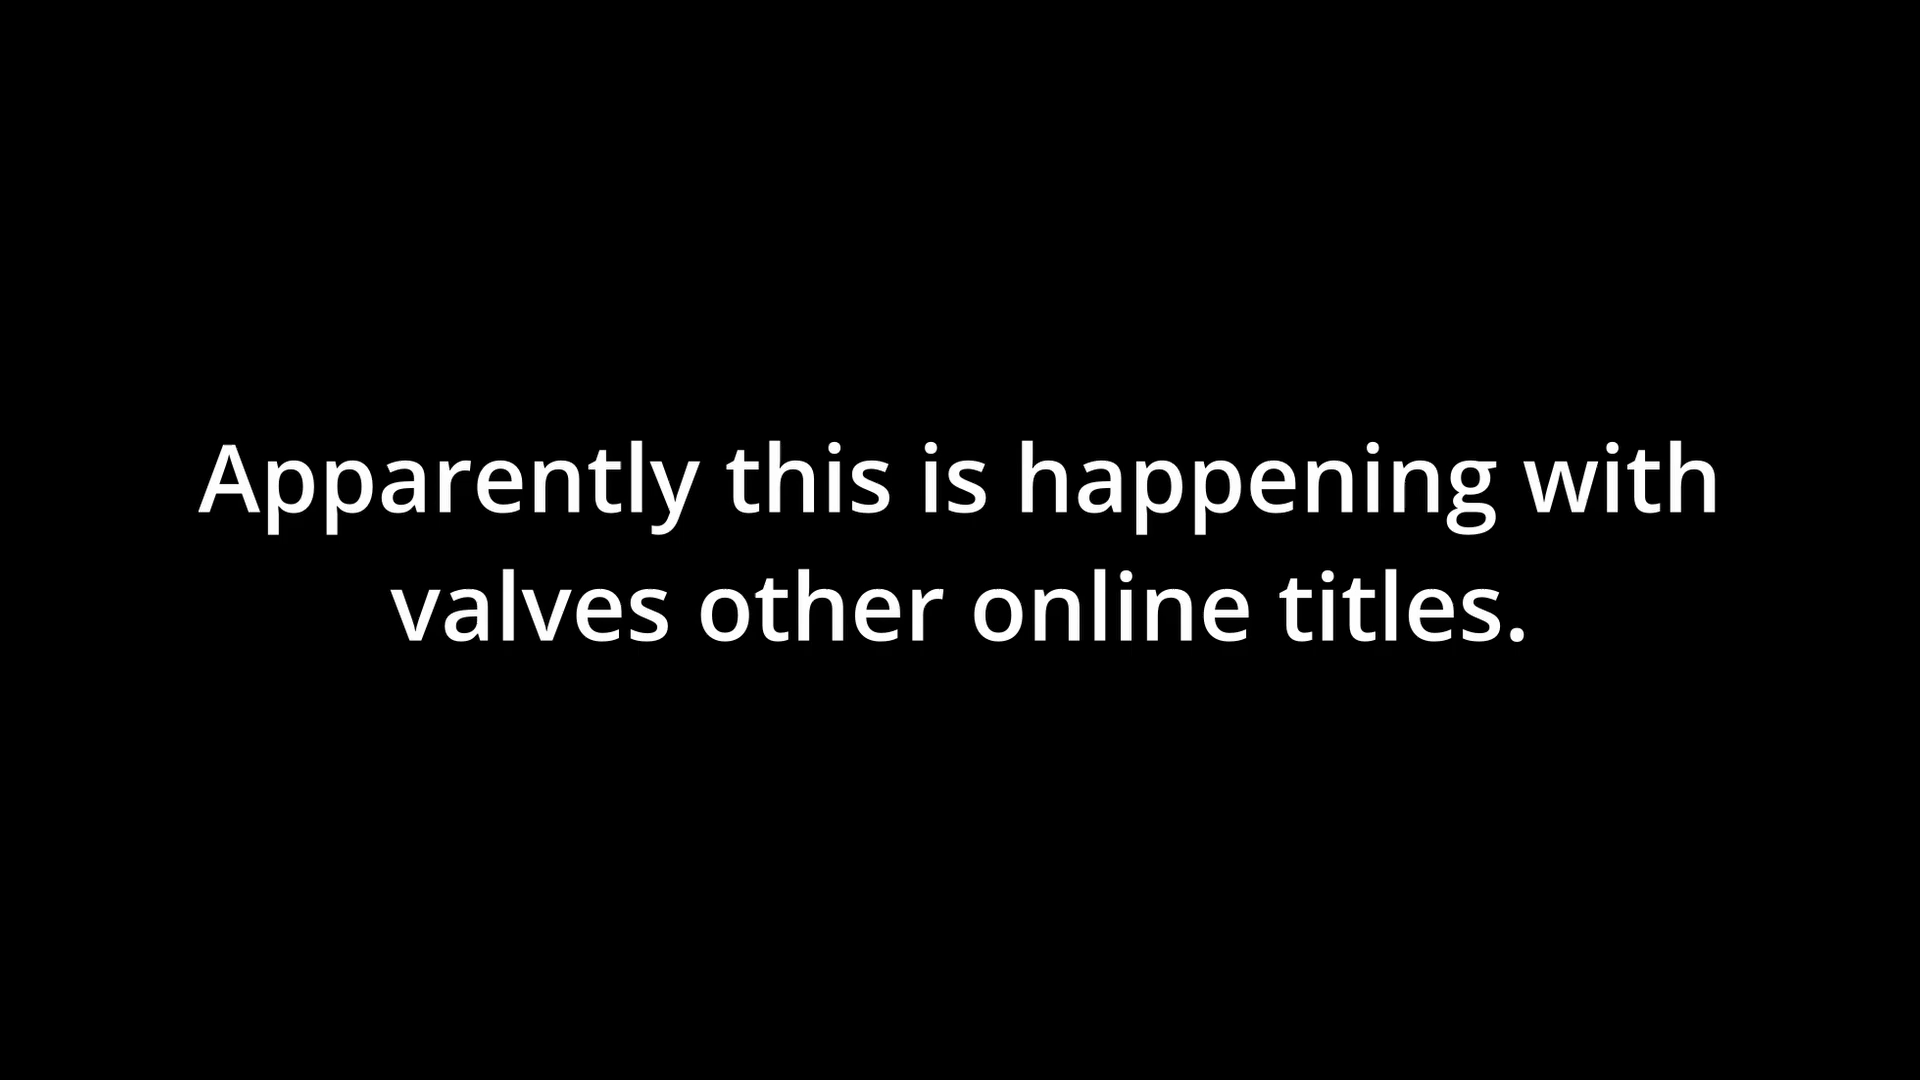 Apparently this is happening with
valves other online titles.